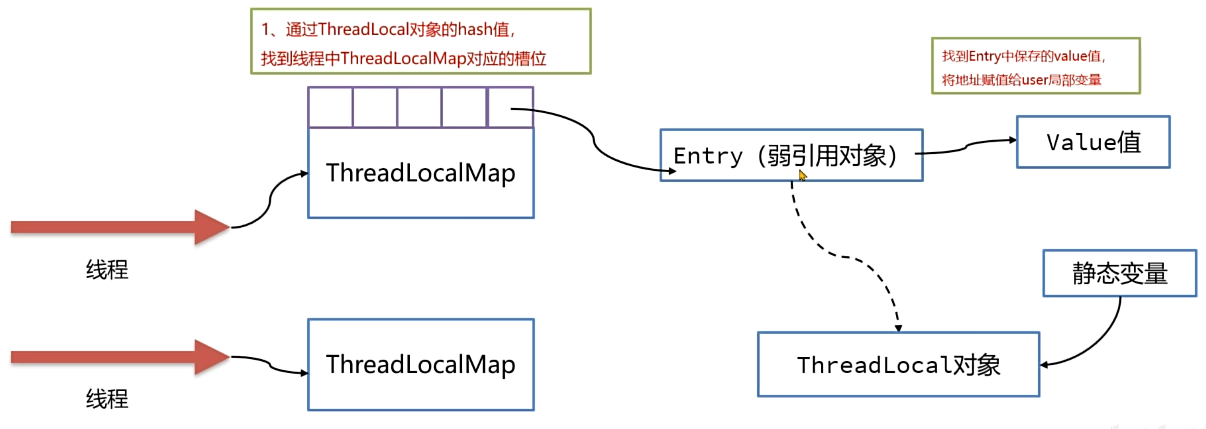 1、通过ThreadLocal对象的hash值，
找到线程中ThreadLocalMap对应的槽位
找到Entry中保存的value值，
将地址赋值给user局部变量
ThreadLocalMap
Entry（弱引用对象）
Value值
线程
静态变量
ThreadLocalMap
ThreadLocal对象
线程